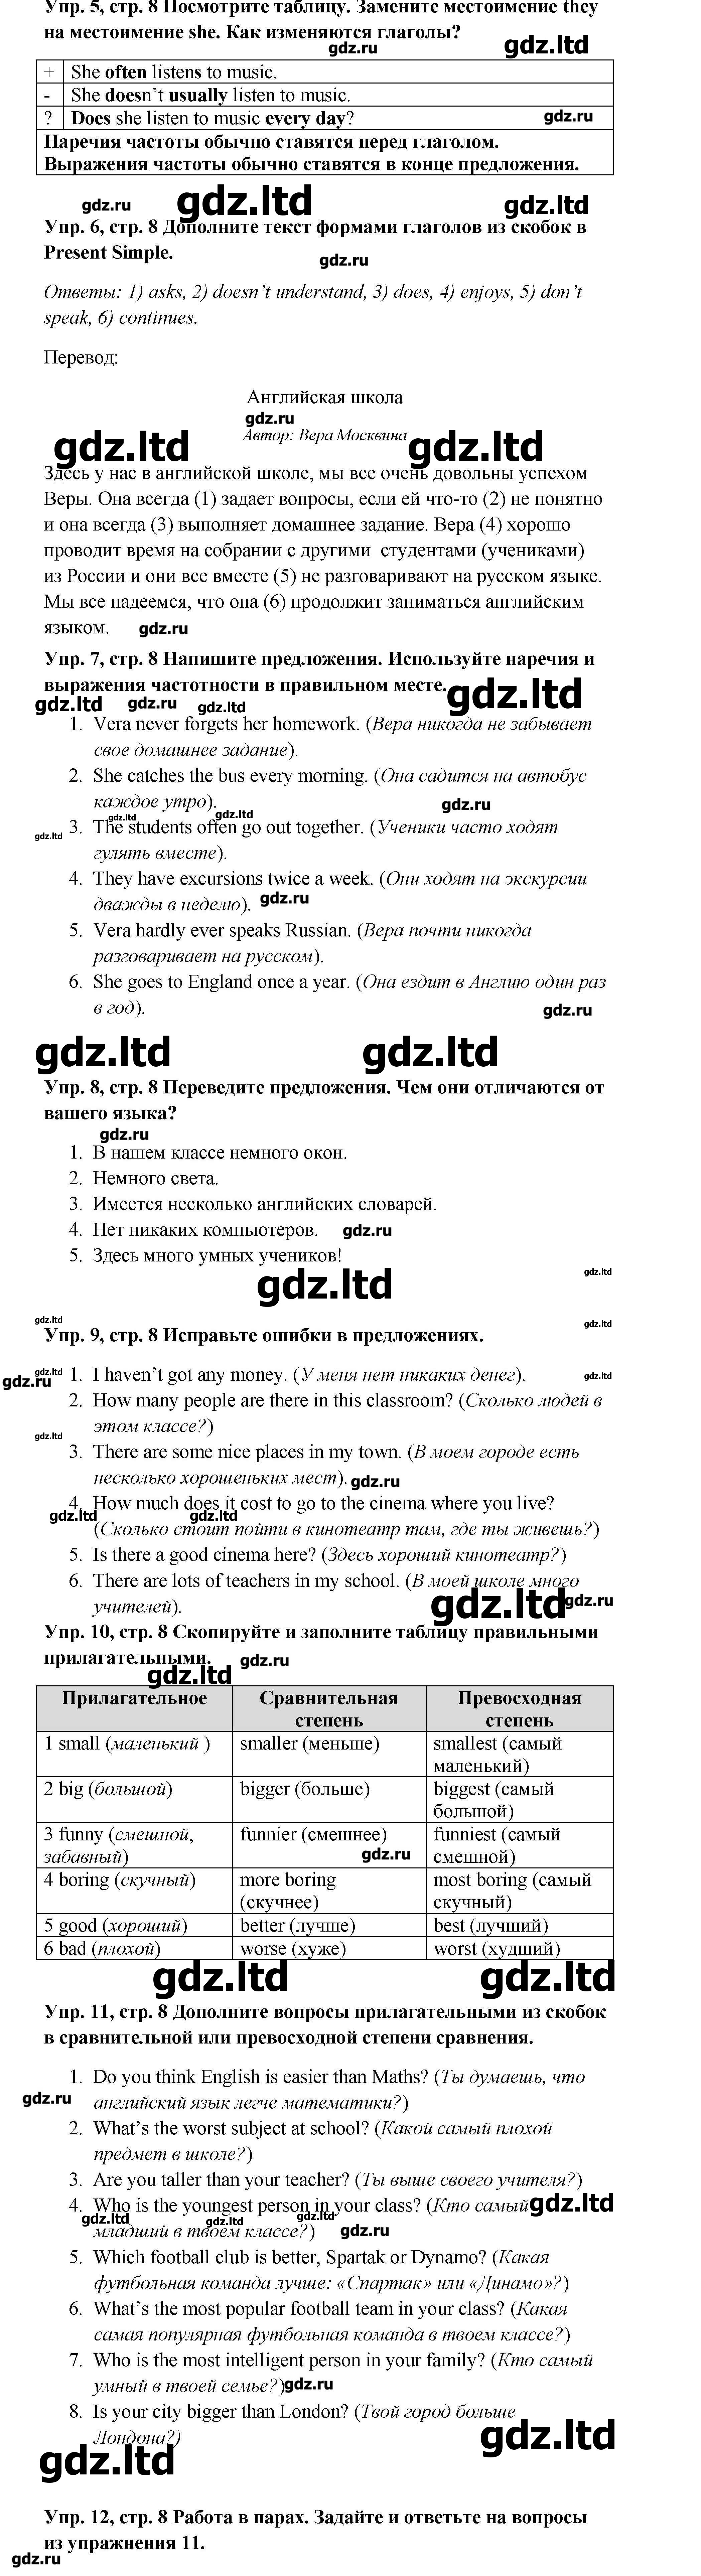 Упр. 5, стр. 8 Посмотрите таблицу. Замените местоимение they
на местоимение she. Как изменяются глаголы?
gdz.ru
gdz.ltd
+ She often listens to music.
- She doesn’t usually listen to music.
? Does she listen to music every day?
gdz.ru
Наречия частоты обычно ставятся перед глаголом.
Выражения частоты обычно ставятся в конце предложения.
gdz.ru gdz.ltd gdz.ltd
Упр. 6, стр. 8 Дополните текст формами глаголов из скобок в
Present Simple.
gdz.ru
Ответы: 1) asks, 2) doesn’t understand, 3) does, 4) enjoys, 5) don’t
speak, 6) continues.
Перевод:
Английская школа
gdz.ru
Автор: Вера Москвина
gdz.ltd gdz.ltd
Здесь у нас в английской школе, мы все очень довольны успехом
Веры. Она всегда (1) задает вопросы, если ей что-то (2) не понятно
и она всегда (3) выполняет домашнее задание. Вера (4) хорошо
проводит время на собрании с другими студентами (учениками)
из России и они все вместе (5) не разговаривают на русском языке.
Мы все надеемся, что она (6) продолжит заниматься английским
языком.
gdz.ru
Упр. 7, стр. 8 Напишите предложения. Используйте наречия и
выражения частотности в правильном месте.
gdz.ltd
gdz.ltd gdz.ru gdz.ltd
1. Vera never forgets her homework. (Вера никогда не забывает
свое домашнее задание).
2. She catches the bus every morning. (Она садится на автобус
каждое утро).
gdz.ru
gdz.ltd gdz.ltd
3. The students often go out together. (Ученики часто ходят
gdz.ltd
гулять вместе).
4. They have excursions twice a week. (Они ходят на экскурсии
дважды в неделю).
gdz.ru
5. Vera hardly ever speaks Russian. (Вера почти никогда
разговаривает на русском).
6. She goes to England once a year. (Она ездит в Англию один раз
в год).
gdz.ru
gdz.ltd gdz.ltd
Упр. 8, стр. 8 Переведите предложения. Чем они отличаются от
вашего языка?
gdz.ru
1. В нашем классе немного окон.
2. Немного света.
3. Имеется несколько английских словарей.
4. Нет никаких компьютеров.
gdz.ru
5. Здесь много умных учеников!
gdz.ltd gdz.ltd
gdz.ltd gdz.ltd
Упр. 9, стр. 8 Исправьте ошибки в предложениях.
gdz.ru gdz.ltd gdz.ltd
1. I haven’t got any money. (У меня нет никаких денег).
2. How many people are there in this classroom? (Сколько людей в
этом классе?)
gdz.ltd
3. There are some nice places in my town. (В моем городе есть
несколько хорошеньких мест).
gdz.ru
4. How much does it cost to go to the cinema where you live?
gdz.ltd gdz.ltd
(Сколько стоит пойти в кинотеатр там, где ты живешь?)
5. Is there a good cinema here? (Здесь хороший кинотеатр?)
6. There are lots of teachers in my school. (В моей школе много
учителей).
gdz.ltd gdz.ru
Упр. 10, стр. 8 Скопируйте и заполните таблицу правильными
прилагательными.
gdz.ltd gdz.ru
Прилагательное Сравнительная степень Превосходная степень
1 small (маленький ) smaller (меньше) smallest (самый
маленький)
2 big (большой) bigger (больше) biggest (самый
большой)
3 funny (смешной, funnier (смешнее) funniest (самый
забавный) gdz.ru смешной)
4 boring (скучный) more boring most boring (самый
(скучнее) скучный)
5 good (хороший) better (лучше) best (лучший)
6 bad (плохой) worse (хуже) worst (худший)
gdz.ltd gdz.ltd
Упр. 11, стр. 8 Дополните вопросы прилагательными из скобок
в сравнительной или превосходной степени сравнения.
1. Do you think English is easier than Maths? (Ты думаешь, что
gdz.ru
английский язык легче математики?)
2. What’s the worst subject at school? (Какой самый плохой
предмет в школе?)
3. Are you taller than your teacher? (Ты выше своего учителя?)
4. Who is the youngest person in your class? (Кто самый
gdz.ltd
gdz.ltd gdz.ltd gdz.ltd
младший в твоем классе?)
gdz.ru
5. Which football club is better, Spartak or Dynamo? (Какая
футбольная команда лучше: «Спартак» или «Динамо»?)
6. What’s the most popular football team in your class? (Какая
самая популярная футбольная команда в твоем классе?)
7. Who is the most intelligent person in your family? (Кто самый
умный в твоей семье?)
gdz.ru
8. Is your city bigger than London? (Твой город больше
Лондона?)
gdz.ltd
gdz.ltd
Упр. 12, стр. 8 Работа в парах. Задайте и ответьте на вопросы
из упражнения 11.
gdz.ru